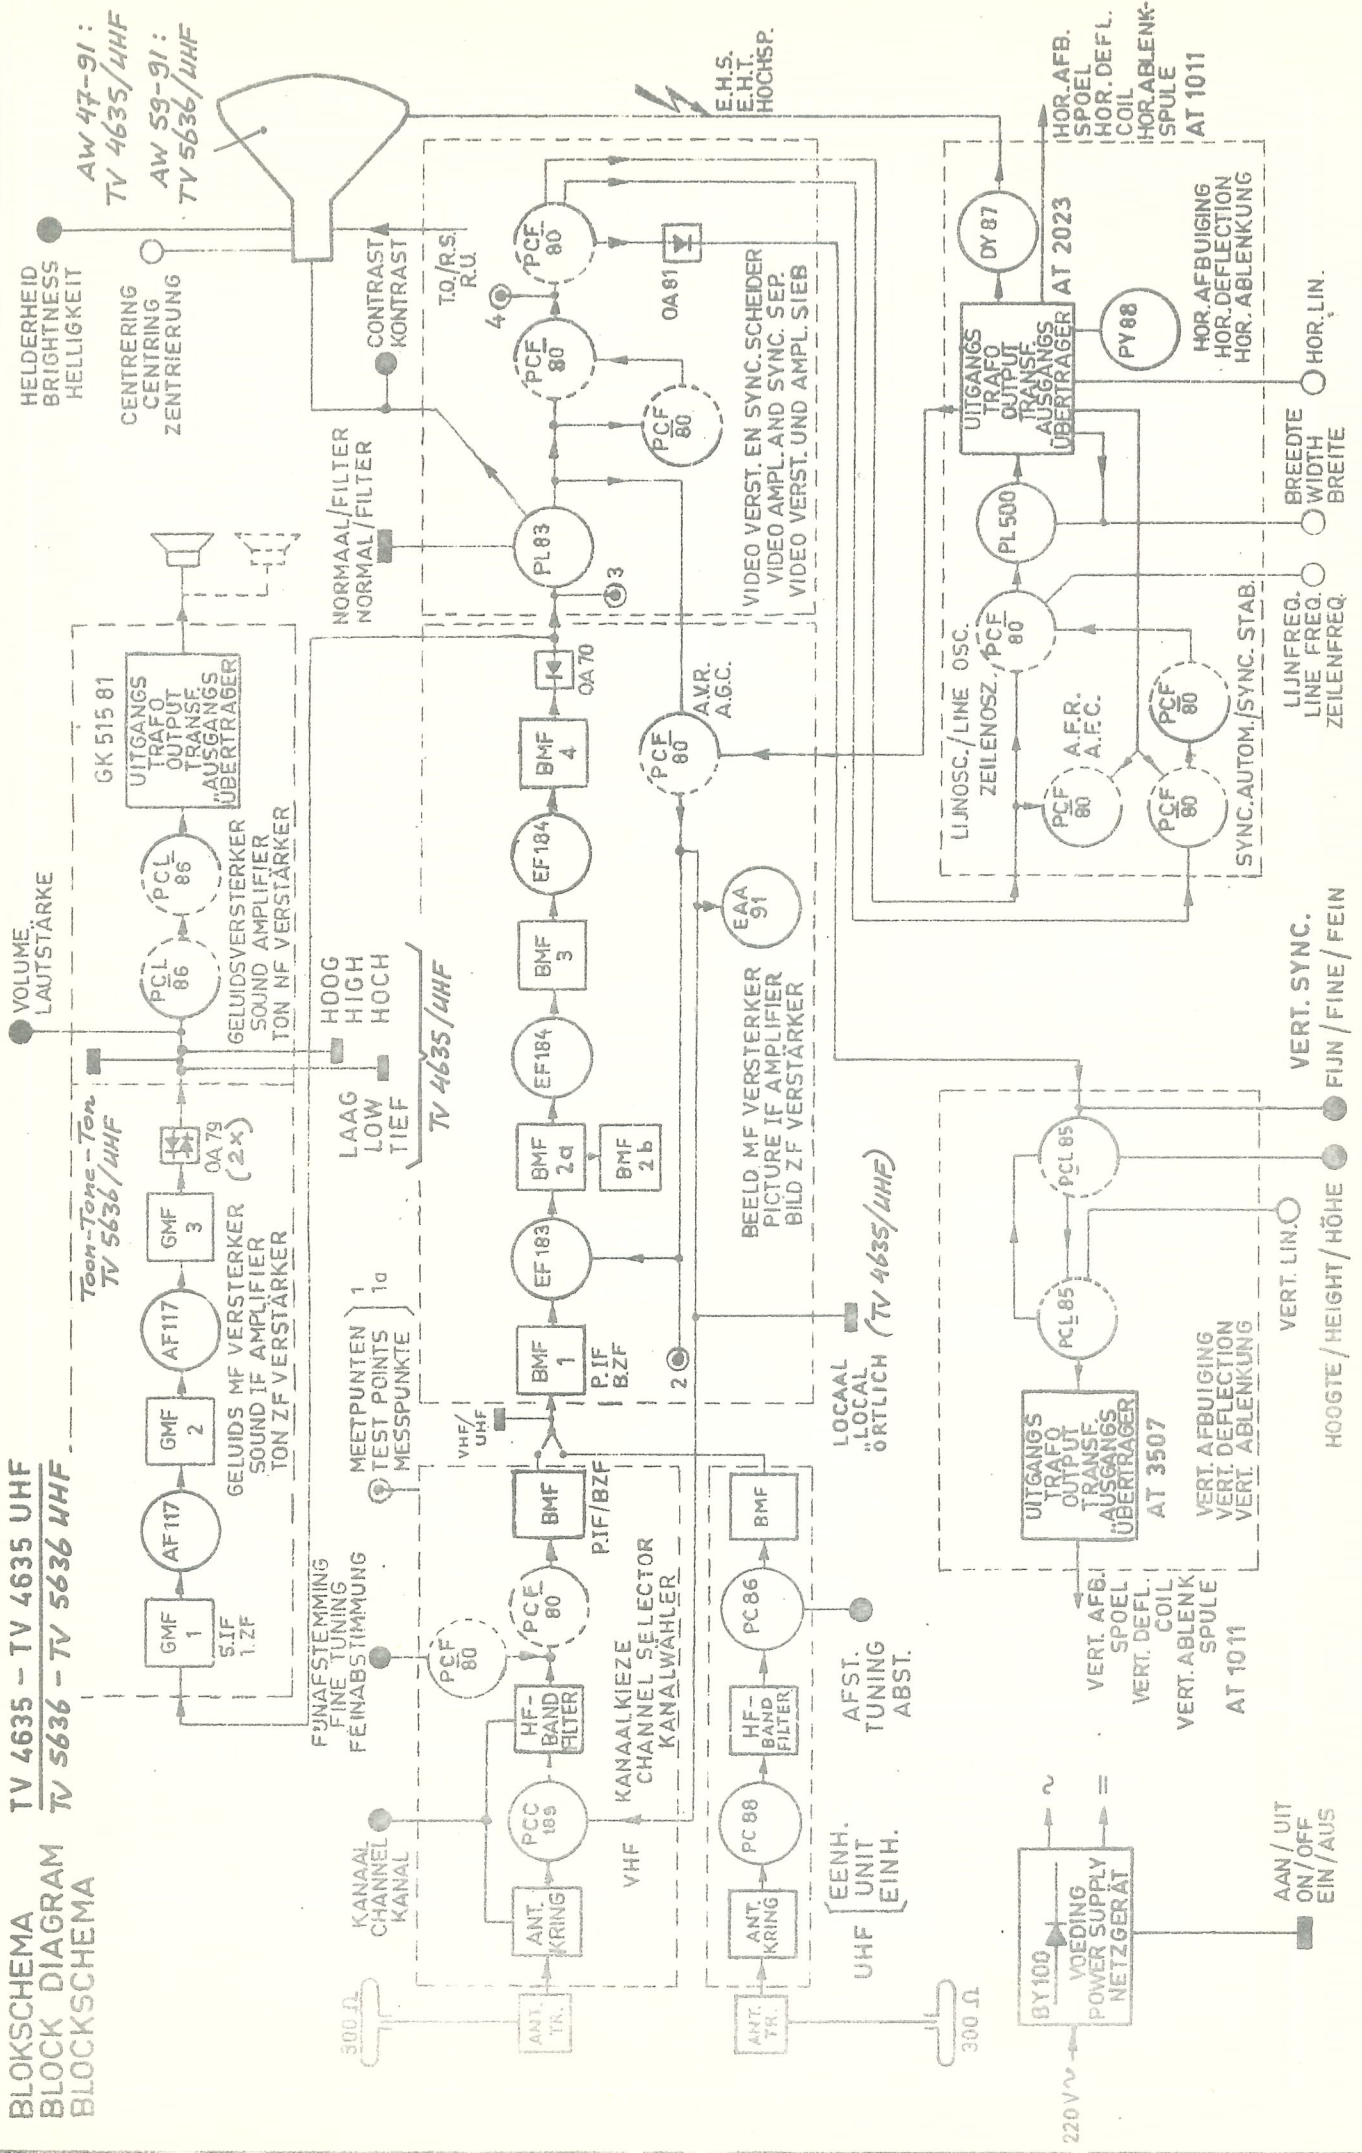 BLOKSCHEMA
BLOCK DIAGRAM
BLOCKSCHEMA
TV 4635 – TV 4635 UHF
TV 5636 – TV 5636 UHF
HELDERHEID
BRIGHTNESS
HELLIGKEIT
AW 47-91 :
TV 4635/UHF
AW 59-91 :
TV 5636/UHF
CENTRERING
CENTRING
ZENTRIERUNG
VOLUME
LAUTSTÄRKE
Toon-Tone-Ton
TV 5636/UHF
GMF
1
S.IF
1.ZF
AF117
GMF
2
AF117
GMF
3
OA 79
(2x)
GELUIDS MF VERSTERKER
SOUND IF AMPLIFIER
TON ZF VERSTÄRKER
PCL
86
PCL
86
GELUIDSVERSTERKER
SOUND AMPLIFIER
TON NF VERSTÄRKER
GK 515 81
UITGANGS
TRAFO
OUTPUT
TRANSF.
AUSGANGS
ÜBERTRAGER
LAAG
LOW
TIEF
HOOG
HIGH
HOCH
TV 4635/UHF
NORMAAL/FILTER
NORMAL/FILTER
CONTRAST
KONTRAST
T.O./R.S.
R.U.
E.H.S.
E.H.T.
HOCHSP.
KANAAL
CHANNEL
KANAL
FIJNAFSTEMMING
FINE TUNING
FEINABSTIMMUNG
MEETPUNTEN
TEST POINTS
MESSPUNKTE
1
1a
300 Ω
ANT.
TR.
ANT.
KRING
PCC
189
HF-
BAND
FILTER
PCF
80
PCF
80
BMF
P.IF/BZF
VHF/
UHF
VHF
KANAALKIEZE
CHANNEL SELECTOR
KANALWÄHLER
BMF
1
P.IF
B.ZF
EF183
BMF
2a
BMF
2b
EF184
BMF
3
EF184
BMF
4
OA 70
3
PL83
PCF
80
PCF
80
4
PCF
80
OA 81
VIDEO VERST. EN SYNC. SCHEIDER
VIDEO AMPL. AND SYNC. SEP.
VIDEO VERST. UND AMPL. SIEB
PCF
80
A.V.R.
A.G.C.
EAA
91
2
BEELD MF VERSTERKER
PICTURE IF AMPLIFIER
BILD ZF VERSTÄRKER
LOCAAL
LOCAL
ÖRTLICH
(TV 4635/UHF)
300 Ω
ANT.
TR.
ANT.
KRING
PC 88
HF-
BAND
FILTER
PC86
BMF
UHF
EENH.
UNIT
EINH.
AFST.
TUNING
ABST.
220 V ~
BY100
VOEDING
POWER SUPPLY
NETZGERÄT
~
=
AAN / UIT
ON / OFF
EIN / AUS
VERT. AFB.
SPOEL
VERT. DEFL.
COIL
VERT. ABLENK
SPULE
AT 1011
UITGANGS
TRAFO
OUTPUT
TRANSF.
AUSGANGS
ÜBERTRAGER
AT 3507
PCL85
PCL85
VERT. AFBUIGING
VERT. DEFLECTION
VERT. ABLENKUNG
VERT. LIN.
HOOGTE / HEIGHT / HÖHE
VERT. SYNC.
FIJN / FINE / FEIN
LIJNOSC./LINE OSC.
ZEILENOSZ.
PCF
80
PCF
80
A.F.R.
A.F.C.
PCF
80
PCF
80
SYNC.AUTOM./SYNC. STAB.
PL500
UITGANGS
TRAFO
OUTPUT
TRANSF.
AUSGANGS
ÜBERTRAGER
AT 2023
DY87
PY88
HOR. AFBUIGING
HOR. DEFLECTION
HOR. ABLENKUNG
HOR. AFB.
SPOEL
HOR. DEFL.
COIL
HOR.ABLENK-
SPULE
AT 1011
LIJNFREQ.
LINE FREQ.
ZEILENFREQ.
BREEDTE
WIDTH
BREITE
HOR. LIN.